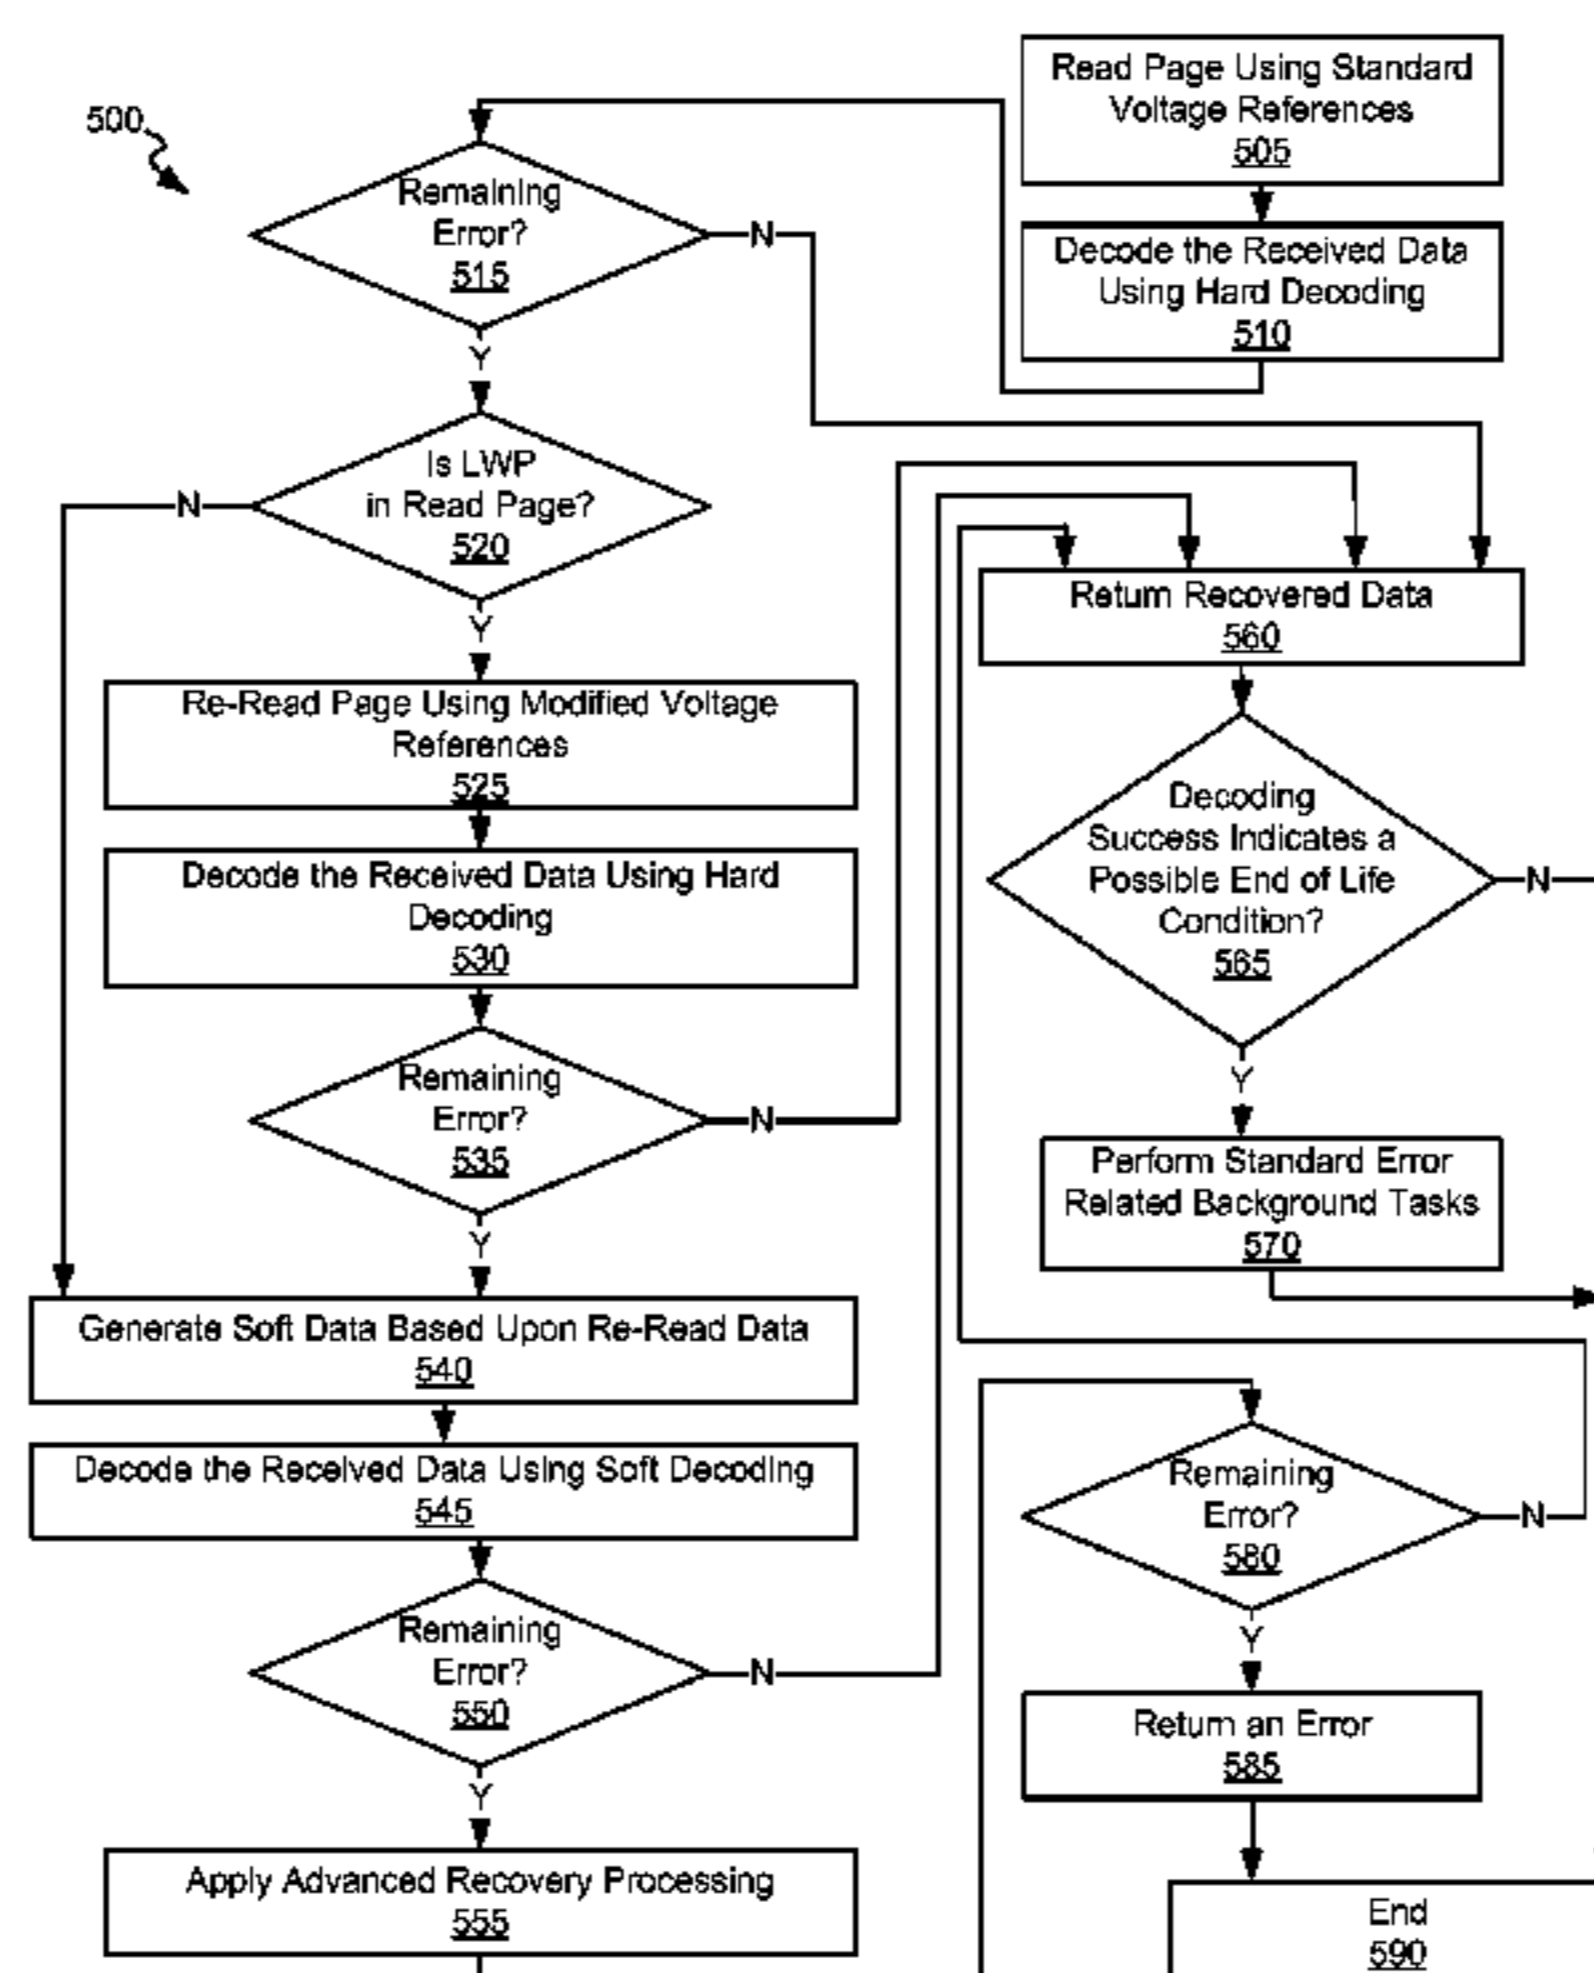 500
Read Page Using Standard
Voltage References
505
Decode the Received Data
Using Hard Decoding
510
Remaining
Error?
515
N
Y
Is LWP
in Read Page?
520
N
Y
Re-Read Page Using Modified Voltage
References
525
Decode the Received Data Using Hard
Decoding
530
Remaining
Error?
535
N
Y
Generate Soft Data Based Upon Re-Read Data
540
Decode the Received Data Using Soft Decoding
545
Remaining
Error?
550
N
Y
Apply Advanced Recovery Processing
555
Return Recovered Data
560
Decoding
Success Indicates a
Possible End of Life
Condition?
565
N
Y
Perform Standard Error
Related Background Tasks
570
Remaining
Error?
580
N
Y
Return an Error
585
End
590